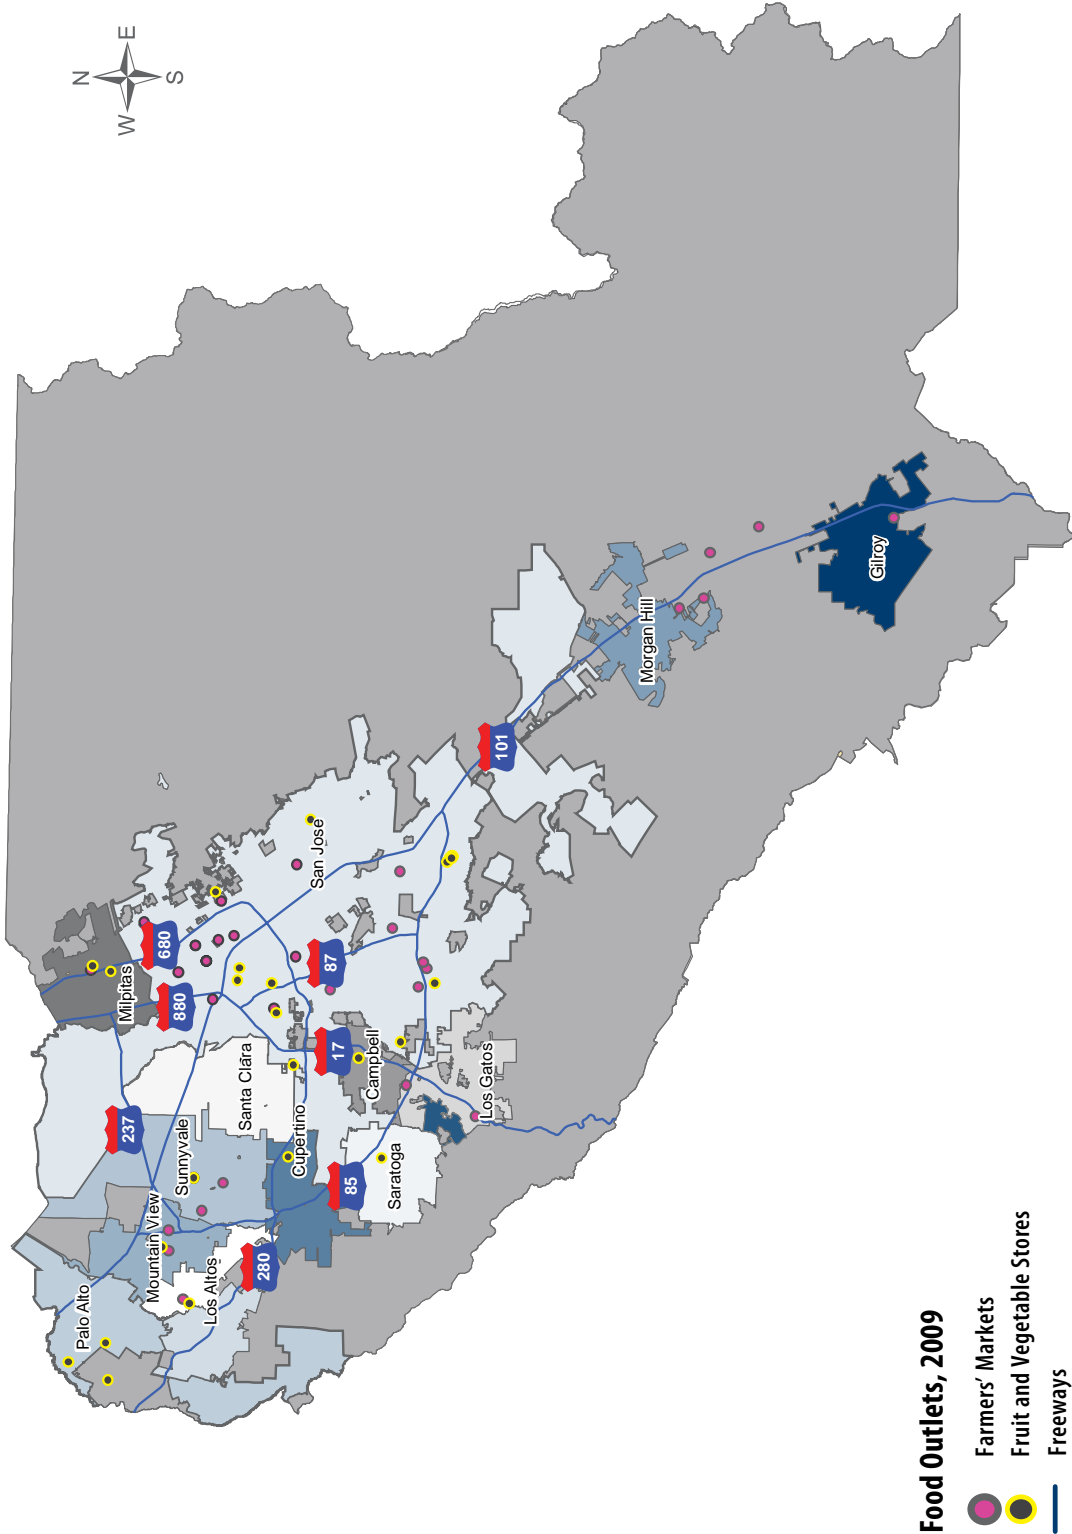 N
W
E
S
Palo Alto
Mountain View
Los Altos
Sunnyvale
Santa Clara
Cupertino
Saratoga
Milpitas
Campbell
Los Gatos
San Jose
Morgan Hill
Gilroy
237
880
680
280
85
17
87
101
Food Outlets, 2009
Farmers' Markets
Fruit and Vegetable Stores
Freeways